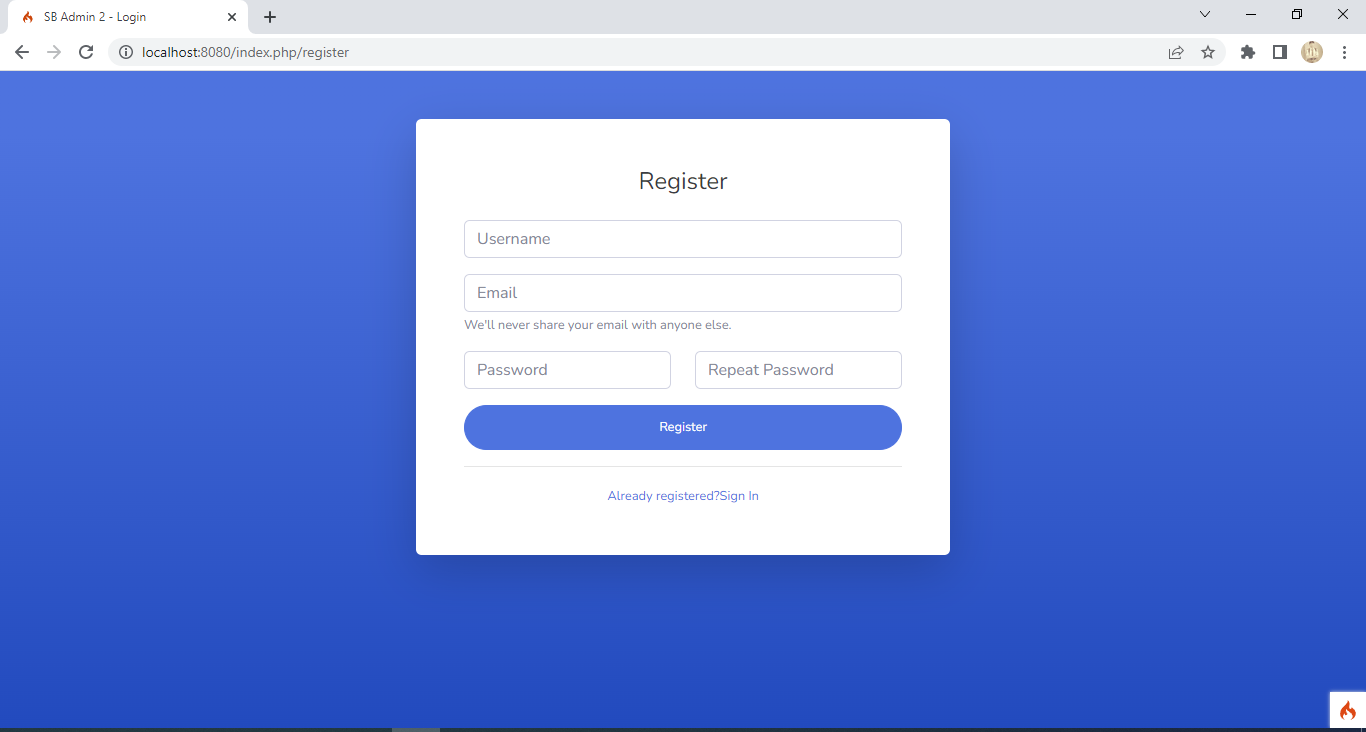 SB Admin 2 - Login
localhost:8080/index.php/register
Register
Username
Email
We'll never share your email with anyone else.
Password Repeat Password
Register
Already registered?Sign In